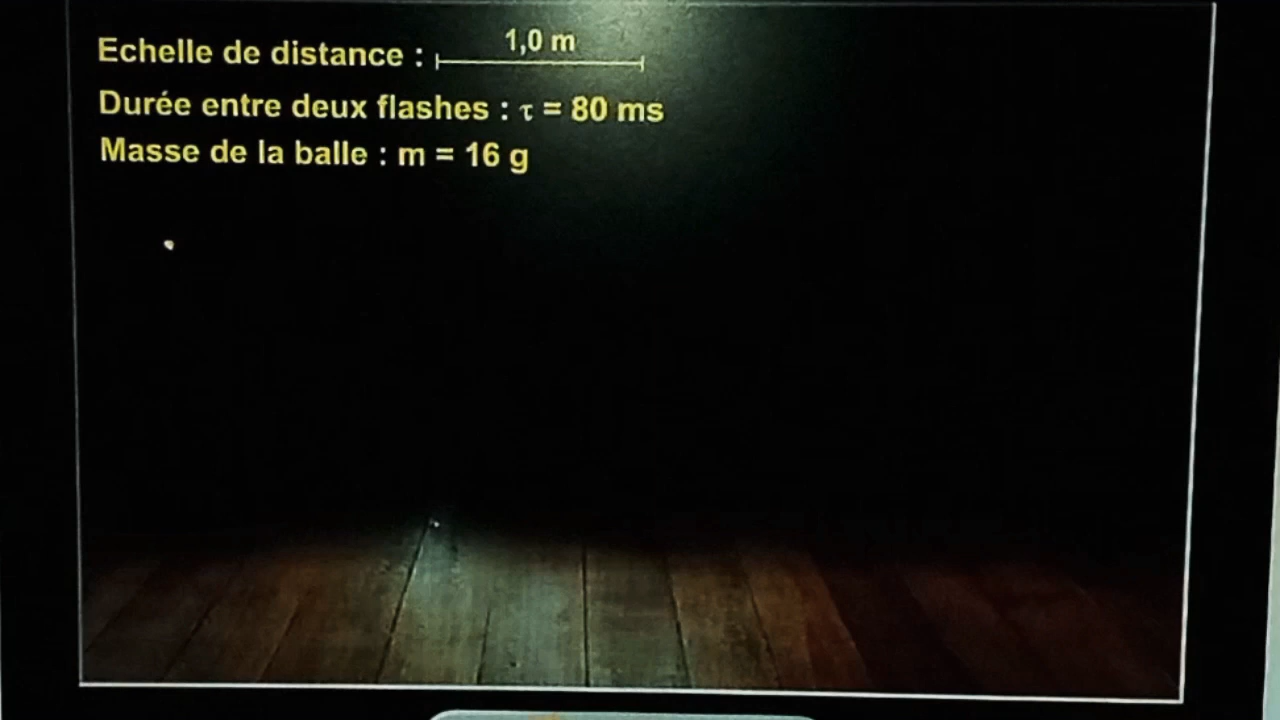 1,0 m
Echelle de distance :
Durée entre deux flashes : τ = 80 ms
Masse de la balle : m = 16 g